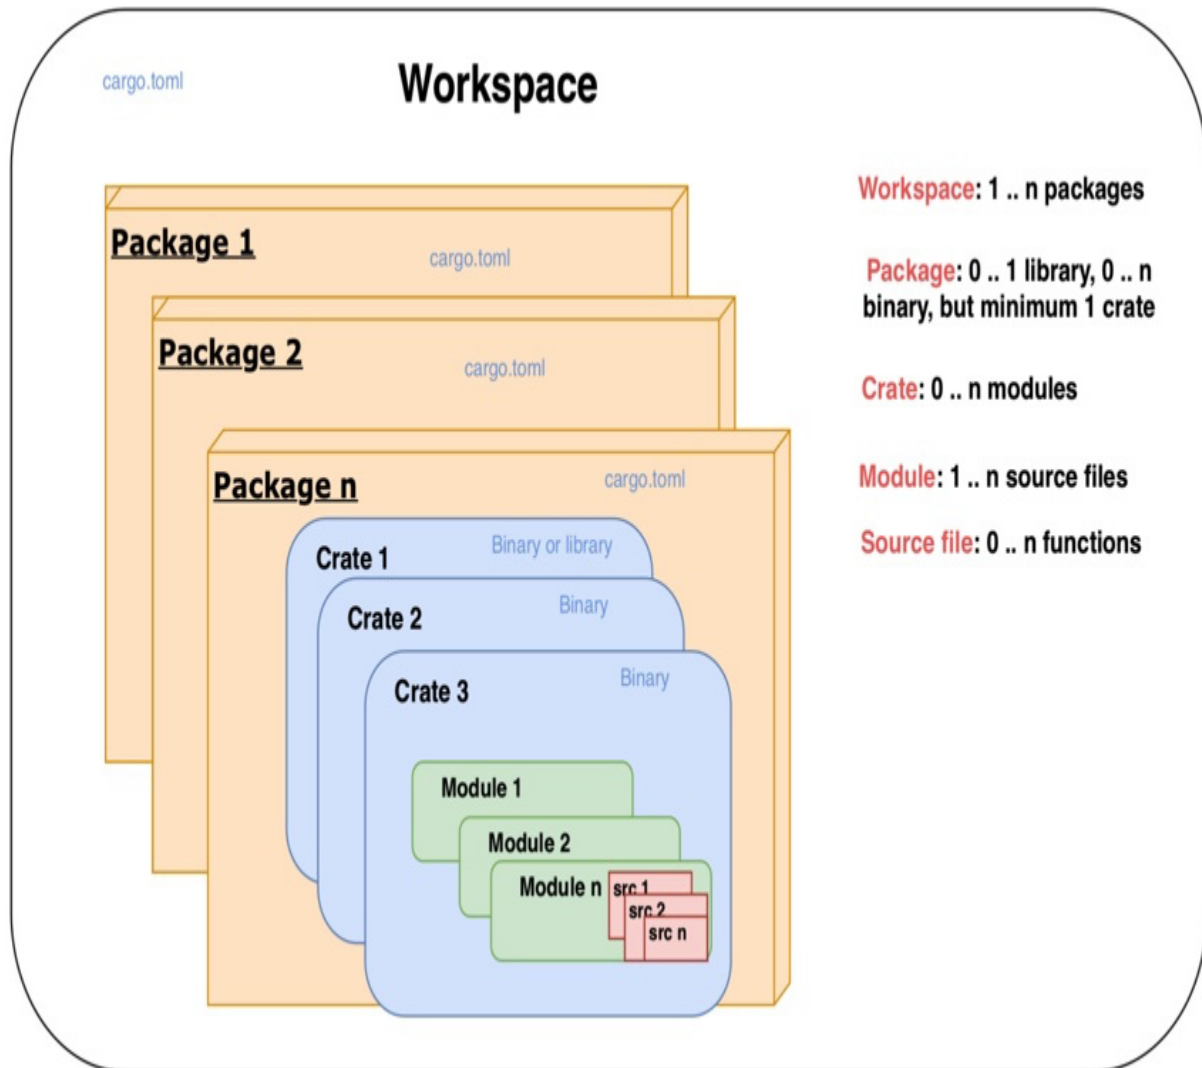 cargo.toml
Workspace
Package 1
cargo.toml
Package 2
cargo.toml
Package n
cargo.toml
Crate 1
Binary or library
Crate 2
Binary
Crate 3
Binary
Module 1
Module 2
Module n
src 1
src 2
src n
Workspace: 1 .. n packages
Package: 0 .. 1 library, 0 .. n
binary, but minimum 1 crate
Crate: 0 .. n modules
Module: 1 .. n source files
Source file: 0 .. n functions